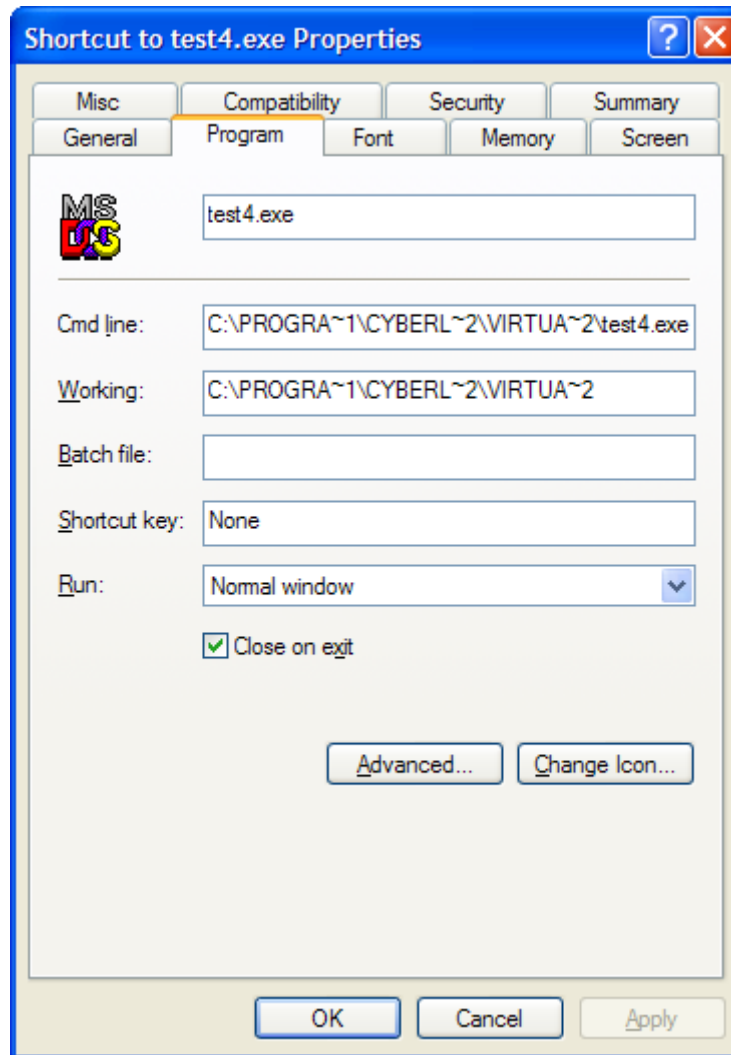 Shortcut to test4.exe Properties
Misc Compatibility Security Summary
General Program Font Memory Screen
MS
DOS
test4.exe
Cmd line: C:\PROGRA~1\CYBERL~2\VIRTUA~2\test4.exe
Working: C:\PROGRA~1\CYBERL~2\VIRTUA~2
Batch file:
Shortcut key: None
Run: Normal window
Close on exit
Advanced... Change Icon...
OK Cancel Apply